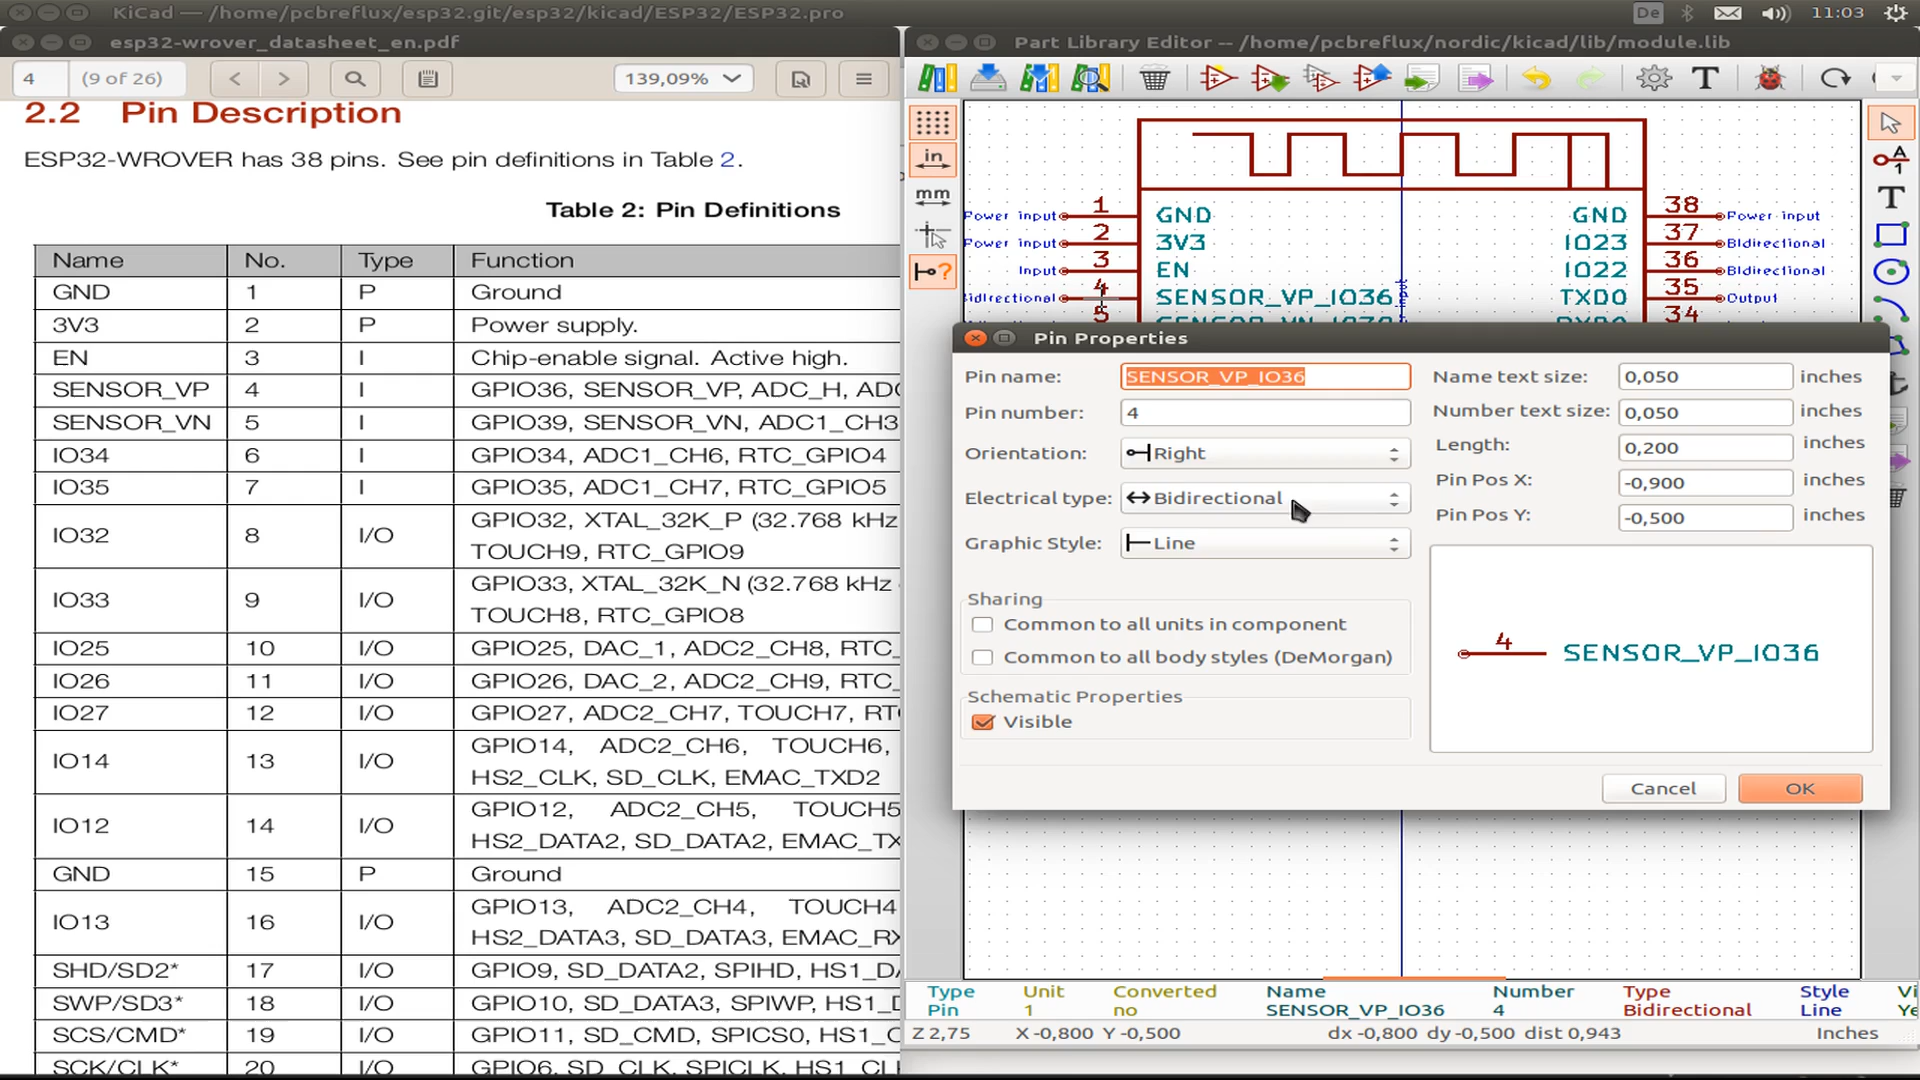 KiCad — /home/pcbreflux/esp32.git/esp32/kicad/ESP32/ESP32.pro
De
11:03
esp32-wrover_datasheet_en.pdf
4
(9 of 26)
139,09%
2.2 Pin Description
ESP32-WROVER has 38 pins. See pin definitions in Table 2.
Table 2: Pin Definitions
Name No. Type Function
GND 1 P Ground
3V3 2 P Power supply.
EN 3 I Chip-enable signal. Active high.
SENSOR_VP 4 I GPIO36, SENSOR_VP, ADC_H, ADC
SENSOR_VN 5 I GPIO39, SENSOR_VN, ADC1_CH3
IO34 6 I GPIO34, ADC1_CH6, RTC_GPIO4
IO35 7 I GPIO35, ADC1_CH7, RTC_GPIO5
IO32 8 I/O GPIO32, XTAL_32K_P (32.768 kHz
TOUCH9, RTC_GPIO9
IO33 9 I/O GPIO33, XTAL_32K_N (32.768 kHz
TOUCH8, RTC_GPIO8
IO25 10 I/O GPIO25, DAC_1, ADC2_CH8, RTC_
IO26 11 I/O GPIO26, DAC_2, ADC2_CH9, RTC_
IO27 12 I/O GPIO27, ADC2_CH7, TOUCH7, RTC
IO14 13 I/O GPIO14, ADC2_CH6, TOUCH6,
HS2_CLK, SD_CLK, EMAC_TXD2
IO12 14 I/O GPIO12, ADC2_CH5, TOUCH5
HS2_DATA2, SD_DATA2, EMAC_TX
GND 15 P Ground
IO13 16 I/O GPIO13, ADC2_CH4, TOUCH4
HS2_DATA3, SD_DATA3, EMAC_RX
SHD/SD2* 17 I/O GPIO9, SD_DATA2, SPIHD, HS1_DA
SWP/SD3* 18 I/O GPIO10, SD_DATA3, SPIWP, HS1_D
SCS/CMD* 19 I/O GPIO11, SD_CMD, SPICS0, HS1_C
SCK/CLK* 20 I/O GPIO6, SD_CLK, SPICLK, HS1_CL
Part Library Editor -- /home/pcbreflux/nordic/kicad/lib/module.lib
in
mm
Power input 1 GND GND 38 Power input
Power input 2 3V3 IO23 37 Bidirectional
Input 3 EN IO22 36 Bidirectional
Bidirectional 4 SENSOR_VP_IO36 TXD0 35 Output
5 34
Pin Properties
Pin name: SENSOR_VP_IO36
Pin number: 4
Orientation: Right
Electrical type: Bidirectional
Graphic Style: Line
Sharing
Common to all units in component
Common to all body styles (DeMorgan)
Schematic Properties
Visible
Name text size: 0,050 inches
Number text size: 0,050 inches
Length: 0,200 inches
Pin Pos X: -0,900 inches
Pin Pos Y: -0,500 inches
4 SENSOR_VP_IO36
Cancel OK
Type Unit Converted Name Number Type Style Vi
Pin 1 no SENSOR_VP_IO36 4 Bidirectional Line Ye
Z 2,75 X -0,800 Y -0,500 dx -0,800 dy -0,500 dist 0,943 Inches